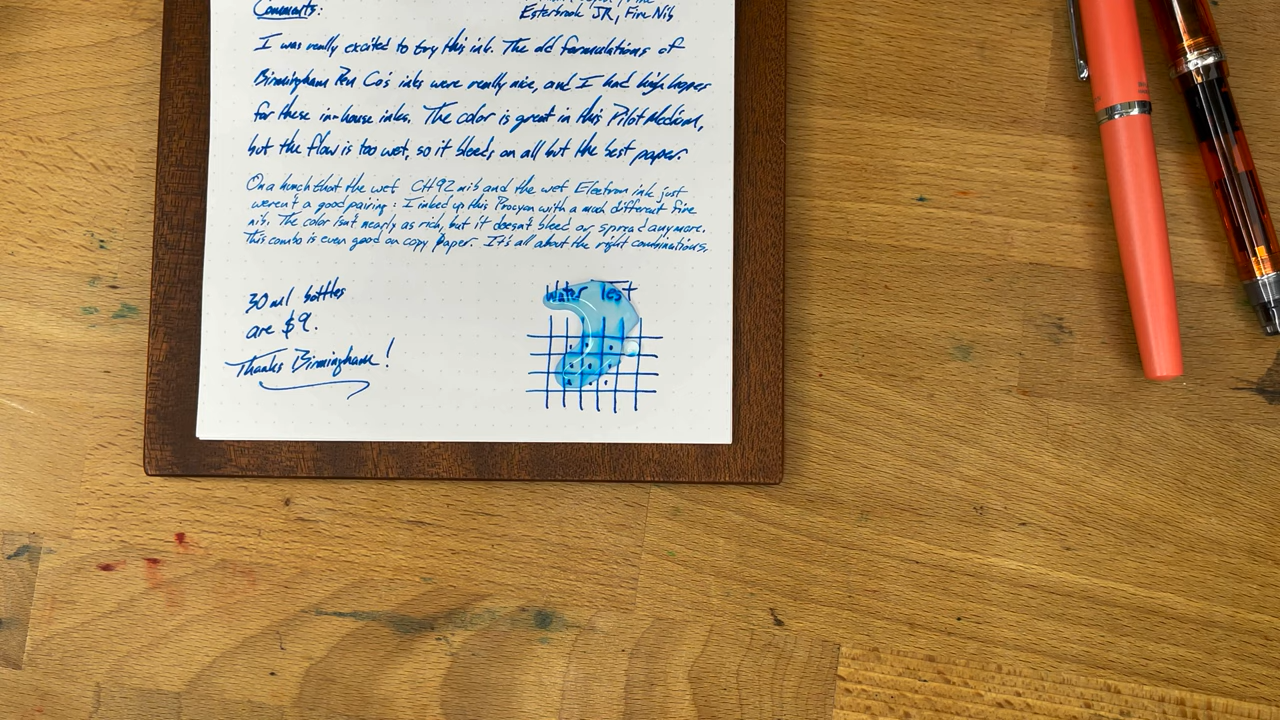 Comments:
Esterbrook JR, Fine Nib
I was really excited to try this ink. The old formulations of
Birmingham Pen Co's inks were really nice, and I had high hopes
for these in-house inks. The color is great in this Pilot Medium,
but the flow is too wet, so it bleeds on all but the best paper.
On a hunch that the wet CH92 nib and the wet Electron ink just
weren't a good pairing: I inked up this Procyon with a much different fine
nib. The color isn't nearly as rich, but it doesn't bleed or spread anymore.
This combo is even good on copy paper. It's all about the right combinations.
30ml bottles
are $9.
Thanks Birmingham!
Water Test